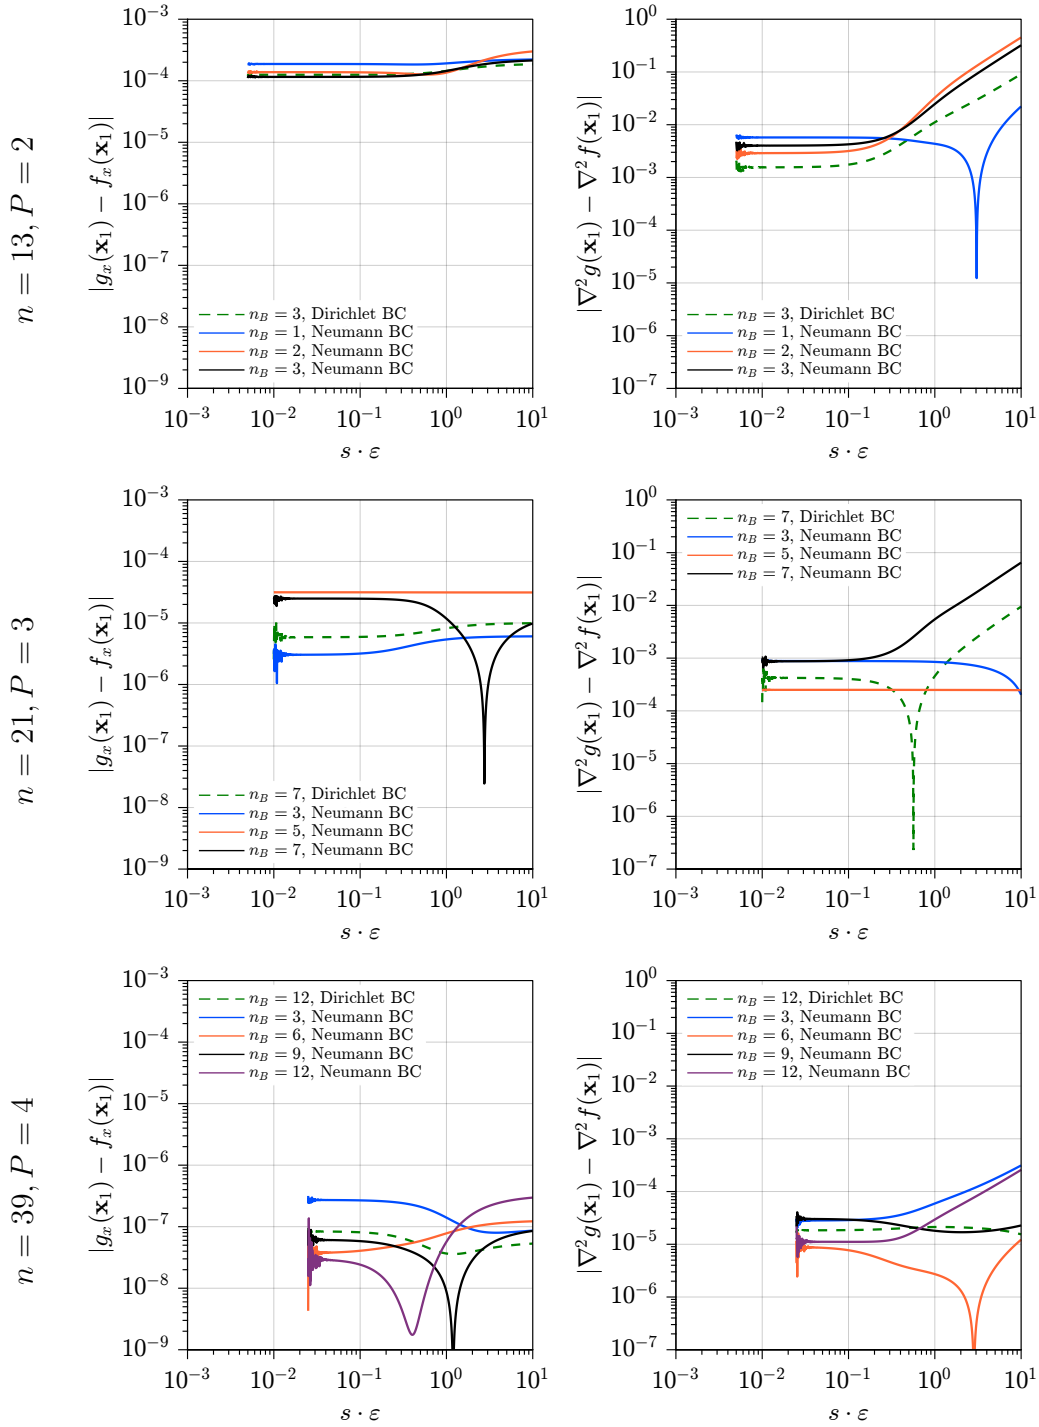 n = 13, P = 2
|g_x(x_1) − f_x(x_1)|
10^−3
10^−4
10^−5
10^−6
10^−7
10^−8
10^−9
n_B = 3, Dirichlet BC
n_B = 1, Neumann BC
n_B = 2, Neumann BC
n_B = 3, Neumann BC
10^−3 10^−2 10^−1 10^0 10^1
s · ε
|∇^2 g(x_1) − ∇^2 f(x_1)|
10^0
10^−1
10^−2
10^−3
10^−4
10^−5
10^−6
10^−7
n_B = 3, Dirichlet BC
n_B = 1, Neumann BC
n_B = 2, Neumann BC
n_B = 3, Neumann BC
10^−3 10^−2 10^−1 10^0 10^1
s · ε
n = 21, P = 3
|g_x(x_1) − f_x(x_1)|
10^−3
10^−4
10^−5
10^−6
10^−7
10^−8
10^−9
n_B = 7, Dirichlet BC
n_B = 3, Neumann BC
n_B = 5, Neumann BC
n_B = 7, Neumann BC
10^−3 10^−2 10^−1 10^0 10^1
s · ε
|∇^2 g(x_1) − ∇^2 f(x_1)|
10^0
10^−1
10^−2
10^−3
10^−4
10^−5
10^−6
10^−7
n_B = 7, Dirichlet BC
n_B = 3, Neumann BC
n_B = 5, Neumann BC
n_B = 7, Neumann BC
10^−3 10^−2 10^−1 10^0 10^1
s · ε
n = 39, P = 4
|g_x(x_1) − f_x(x_1)|
10^−3
10^−4
10^−5
10^−6
10^−7
10^−8
10^−9
n_B = 12, Dirichlet BC
n_B = 3, Neumann BC
n_B = 6, Neumann BC
n_B = 9, Neumann BC
n_B = 12, Neumann BC
10^−3 10^−2 10^−1 10^0 10^1
s · ε
|∇^2 g(x_1) − ∇^2 f(x_1)|
10^0
10^−1
10^−2
10^−3
10^−4
10^−5
10^−6
10^−7
n_B = 12, Dirichlet BC
n_B = 3, Neumann BC
n_B = 6, Neumann BC
n_B = 9, Neumann BC
n_B = 12, Neumann BC
10^−3 10^−2 10^−1 10^0 10^1
s · ε